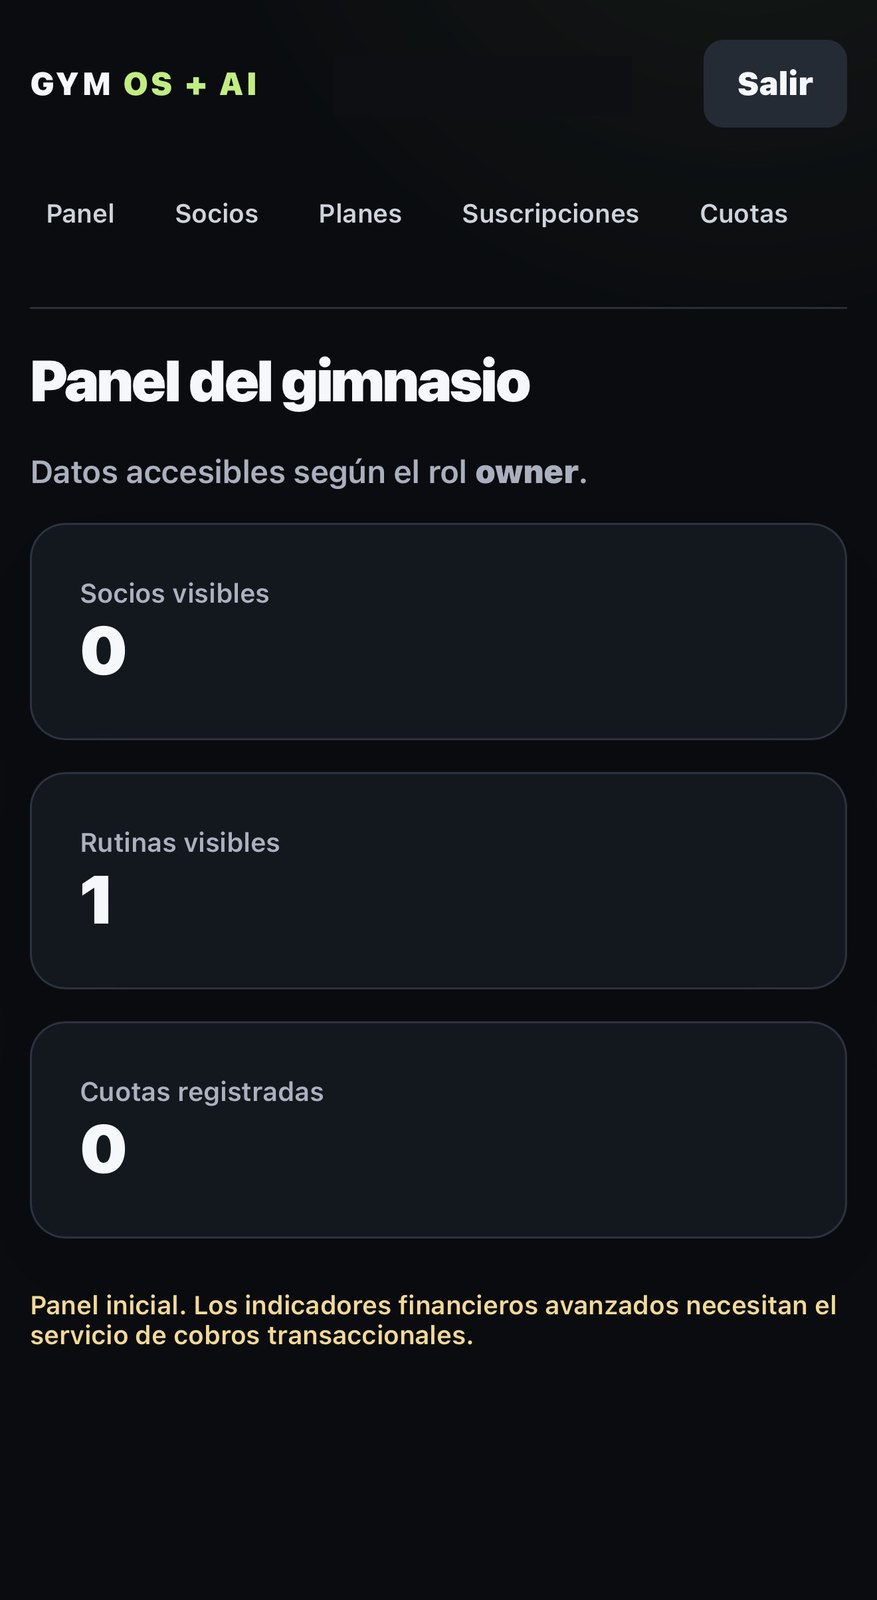 GYM OS + AI
Salir
Panel Socios Planes Suscripciones Cuotas
Panel del gimnasio
Datos accesibles según el rol owner.
Socios visibles
0
Rutinas visibles
1
Cuotas registradas
0
Panel inicial. Los indicadores financieros avanzados necesitan el
servicio de cobros transaccionales.